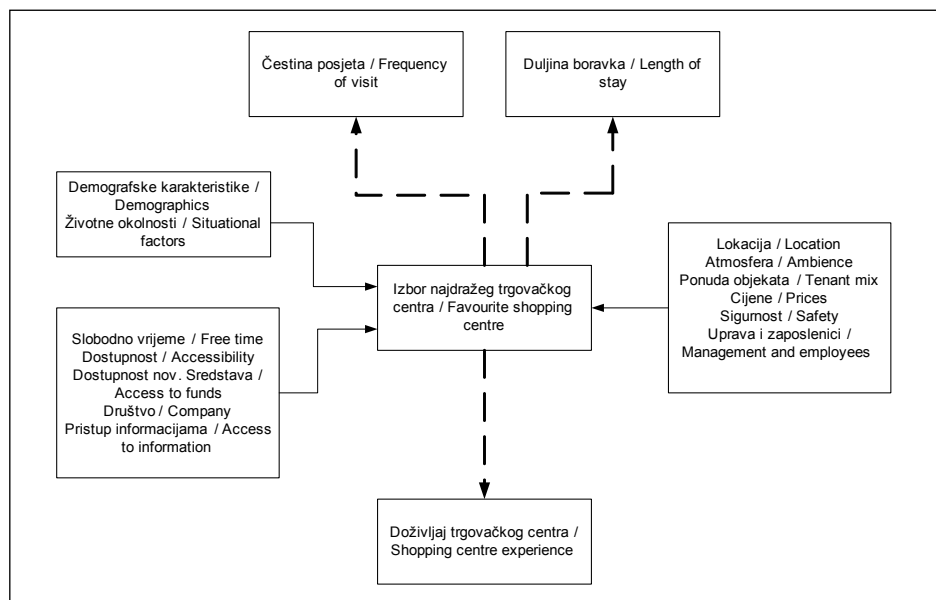 Čestina posjeta / Frequency
of visit
Duljina boravka / Length of
stay
Demografske karakteristike /
Demographics
Životne okolnosti / Situational
factors
Lokacija / Location
Atmosfera / Ambience
Ponuda objekata / Tenant mix
Cijene / Prices
Sigurnost / Safety
Uprava i zaposlenici /
Management and employees
Izbor najdražeg trgovačkog
centra / Favourite shopping
centre
Slobodno vrijeme / Free time
Dostupnost / Accessibility
Dostupnost nov. Sredstava /
Access to funds
Društvo / Company
Pristup informacijama / Access
to information
Doživljaj trgovačkog centra /
Shopping centre experience